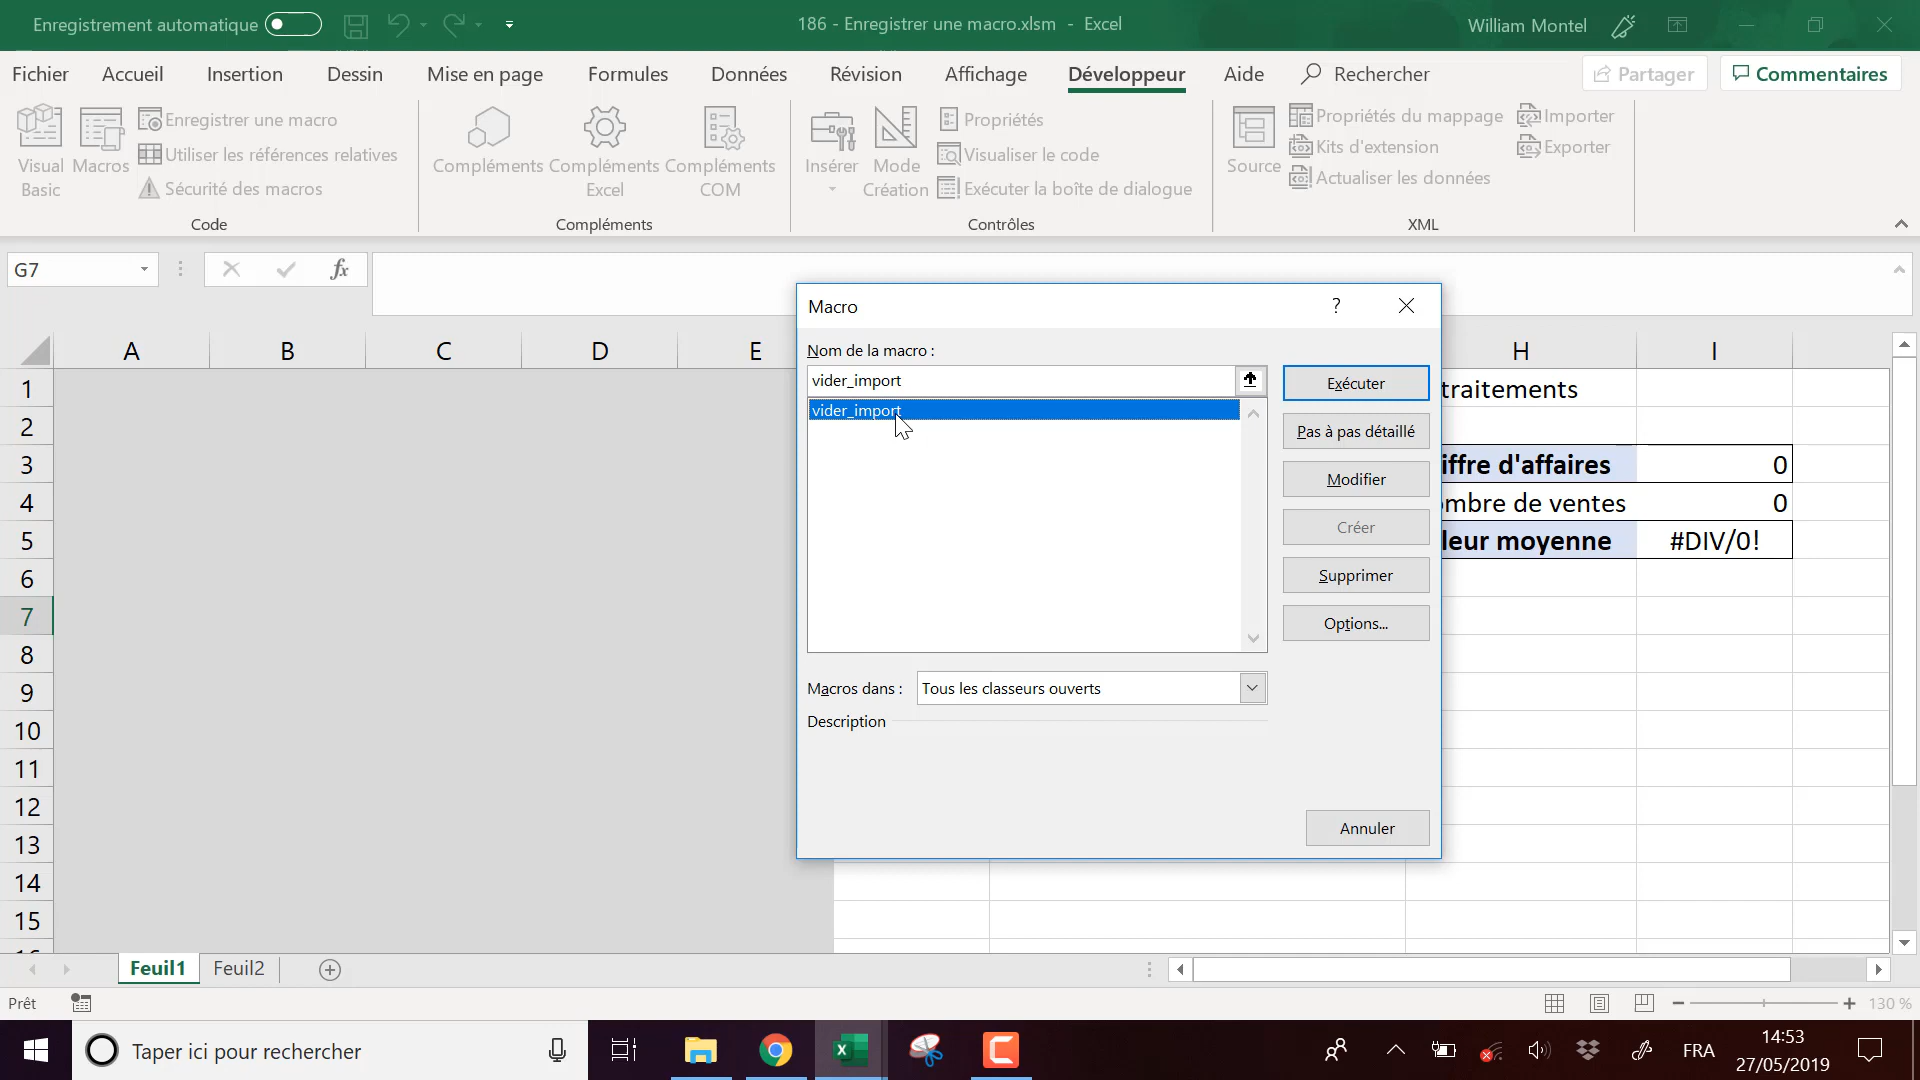 Enregistrement automatique
186 - Enregistrer une macro.xlsm - Excel
William Montel
Fichier Accueil Insertion Dessin Mise en page Formules Données Révision Affichage Développeur Aide Rechercher Partager Commentaires
Visual Basic
Macros
Enregistrer une macro
Utiliser les références relatives
Sécurité des macros
Code
Compléments
Compléments Excel
Compléments COM
Compléments
Insérer
Mode Création
Propriétés
Visualiser le code
Exécuter la boîte de dialogue
Contrôles
Source
Propriétés du mappage
Kits d'extension
Actualiser les données
Importer
Exporter
XML
G7
fx
A B C D E H I
1
2
3
4
5
6
7
8
9
10
11
12
13
14
15
traitements
iffre d'affaires 0
ombre de ventes 0
leur moyenne #DIV/0!
Macro
?
Nom de la macro :
vider_import
vider_import
Exécuter
Pas à pas détaillé
Modifier
Créer
Supprimer
Options...
Macros dans : Tous les classeurs ouverts
Description
Annuler
Feuil1 Feuil2
Prêt
130 %
Taper ici pour rechercher
FRA
14:53
27/05/2019